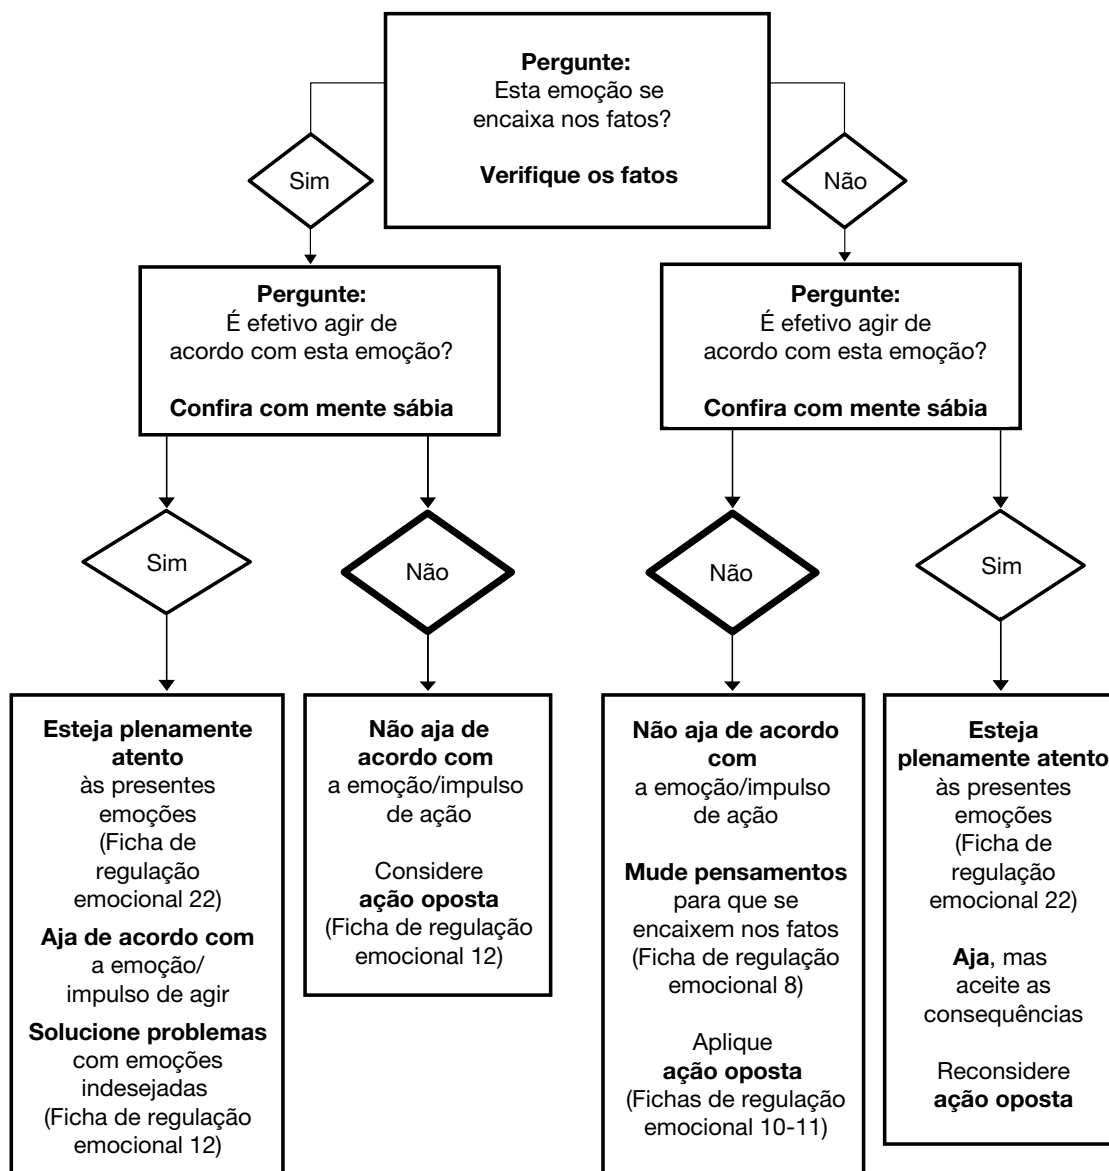 Pergunte:
Esta emoção se
encaixa nos fatos?
Verifique os fatos
Sim
Não
Pergunte:
É efetivo agir de
acordo com esta emoção?
Confira com mente sábia
Pergunte:
É efetivo agir de
acordo com esta emoção?
Confira com mente sábia
Sim
Não
Não
Sim
Esteja plenamente
atento
às presentes
emoções
(Ficha de
regulação
emocional 22)
Aja de acordo com
a emoção/
impulso de agir
Solucione problemas
com emoções
indesejadas
(Ficha de regulação
emocional 12)
Não aja de
acordo com
a emoção/impulso
de ação
Considere
ação oposta
(Ficha de regulação
emocional 12)
Não aja de acordo
com
a emoção/impulso
de ação
Mude pensamentos
para que se
encaixem nos fatos
(Ficha de regulação
emocional 8)
Aplique
ação oposta
(Fichas de regulação
emocional 10-11)
Esteja
plenamente atento
às presentes
emoções
(Ficha de
regulação
emocional 22)
Aja, mas
aceite as
consequências
Reconsidere
ação oposta